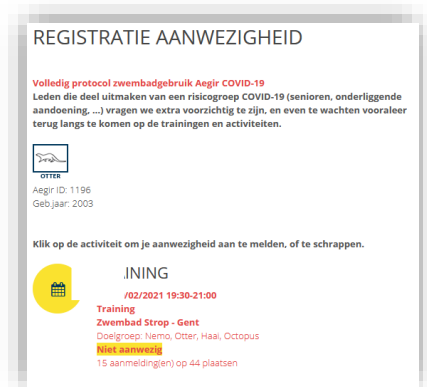 REGISTRATIE AANWEZIGHEID
Volledig protocol zwembadgebruik Aegir COVID-19
Leden die deel uitmaken van een risicogroep COVID-19 (senioren, onderliggende
aandoening, ...) vragen we extra voorzichtig te zijn, en even te wachten vooraleer
terug langs te komen op de trainingen en activiteiten.
OTTER
Aegir ID: 1196
Geb.jaar: 2003
Klik op de activiteit om je aanwezigheid aan te melden, of te schrappen.
INING
/02/2021 19:30-21:00
Training
Zwembad Strop - Gent
Doelgroep: Nemo, Otter, Haai, Octopus
Niet aanwezig
15 aanmelding(en) op 44 plaatsen